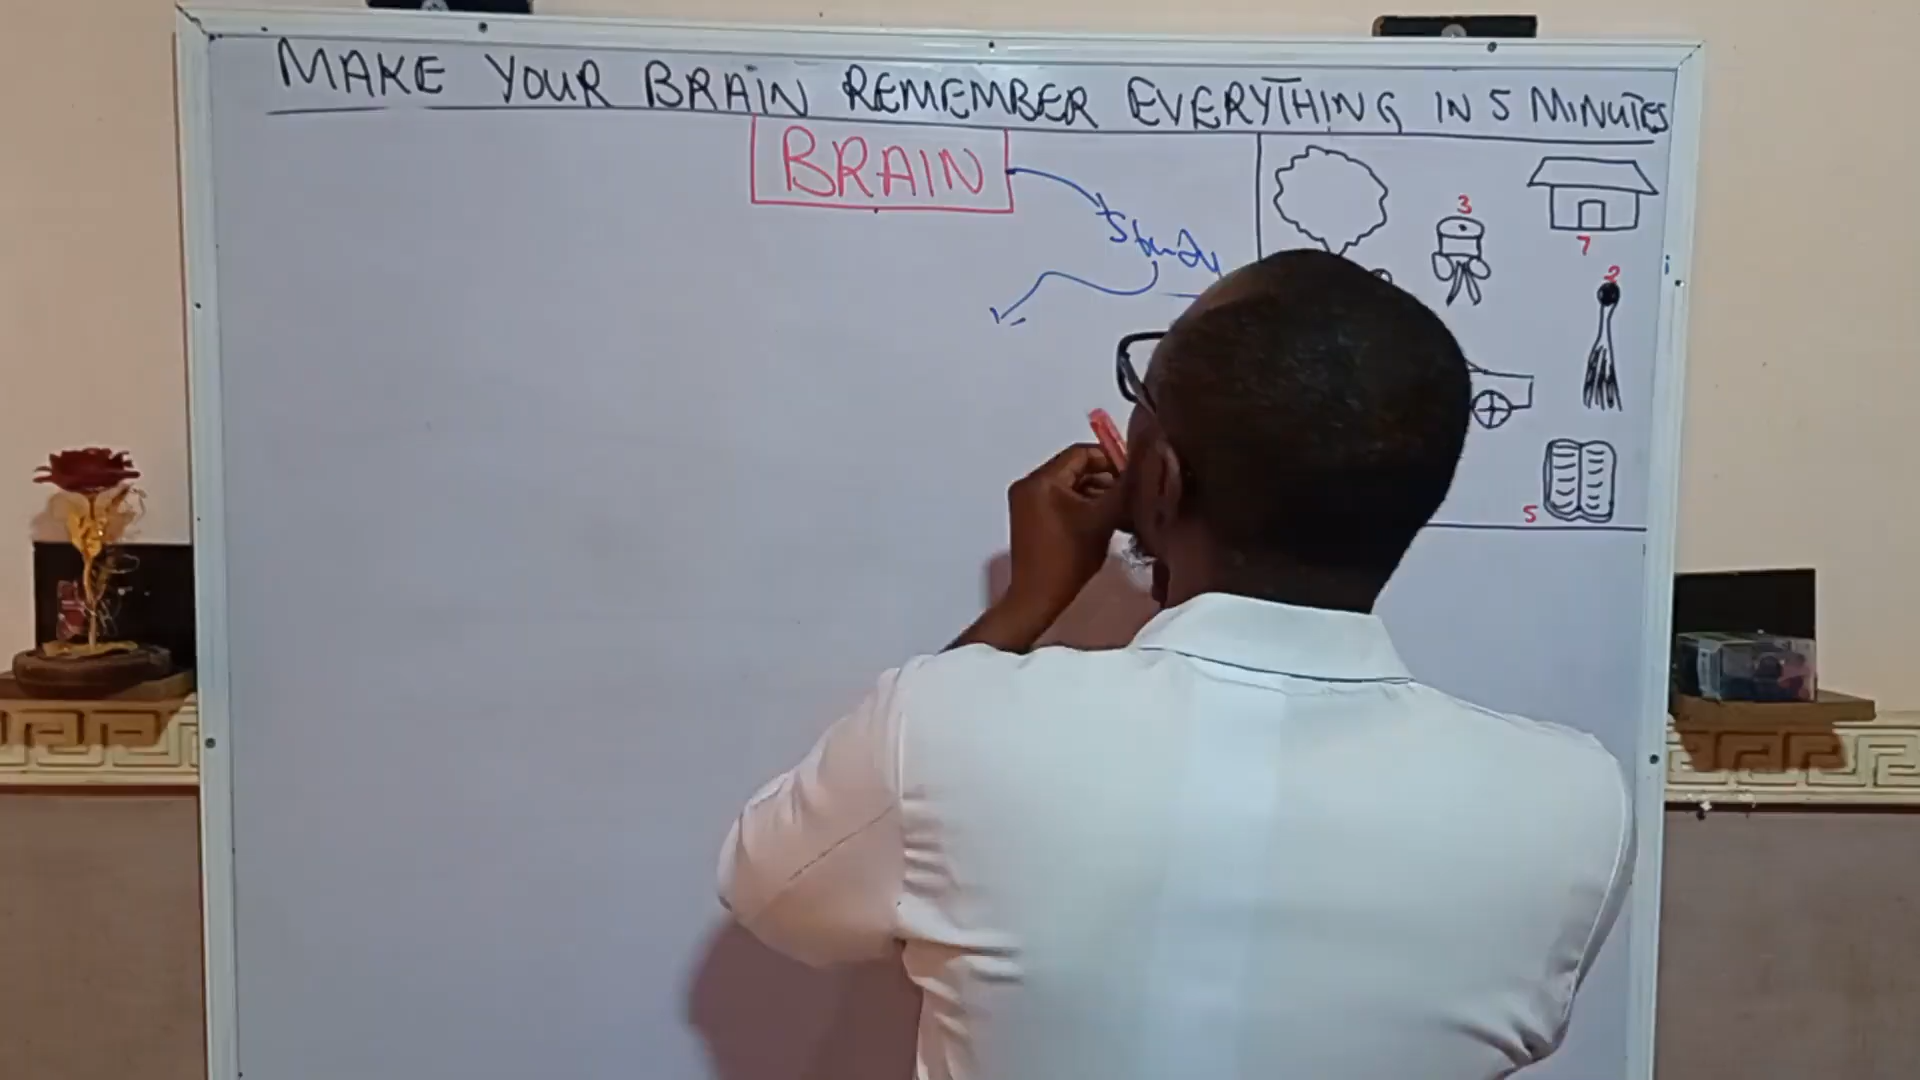 MAKE YOUR BRAIN REMEMBER EVERYTHING IN 5 MINUTES
BRAIN
Study
3
7
2
5